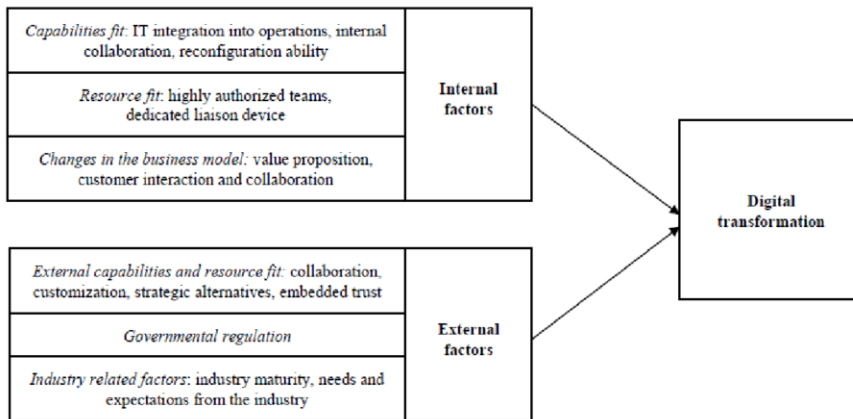 Capabilities fit: IT integration into operations, internal
collaboration, reconfiguration ability
Resource fit: highly authorized teams,
dedicated liaison device
Changes in the business model: value proposition,
customer interaction and collaboration
Internal
factors
External capabilities and resource fit: collaboration,
customization, strategic alternatives, embedded trust
Governmental regulation
Industry related factors: industry maturity, needs and
expectations from the industry
External
factors
Digital
transformation